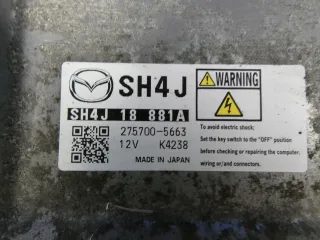 SH4J
SH4J 18 881A
275700-5663
12V K4238
MADE IN JAPAN
WARNING
To avoid electric shock;
Set the key switch to the "OFF" position
before checking or repairing the computer,
wiring or/and connectors.